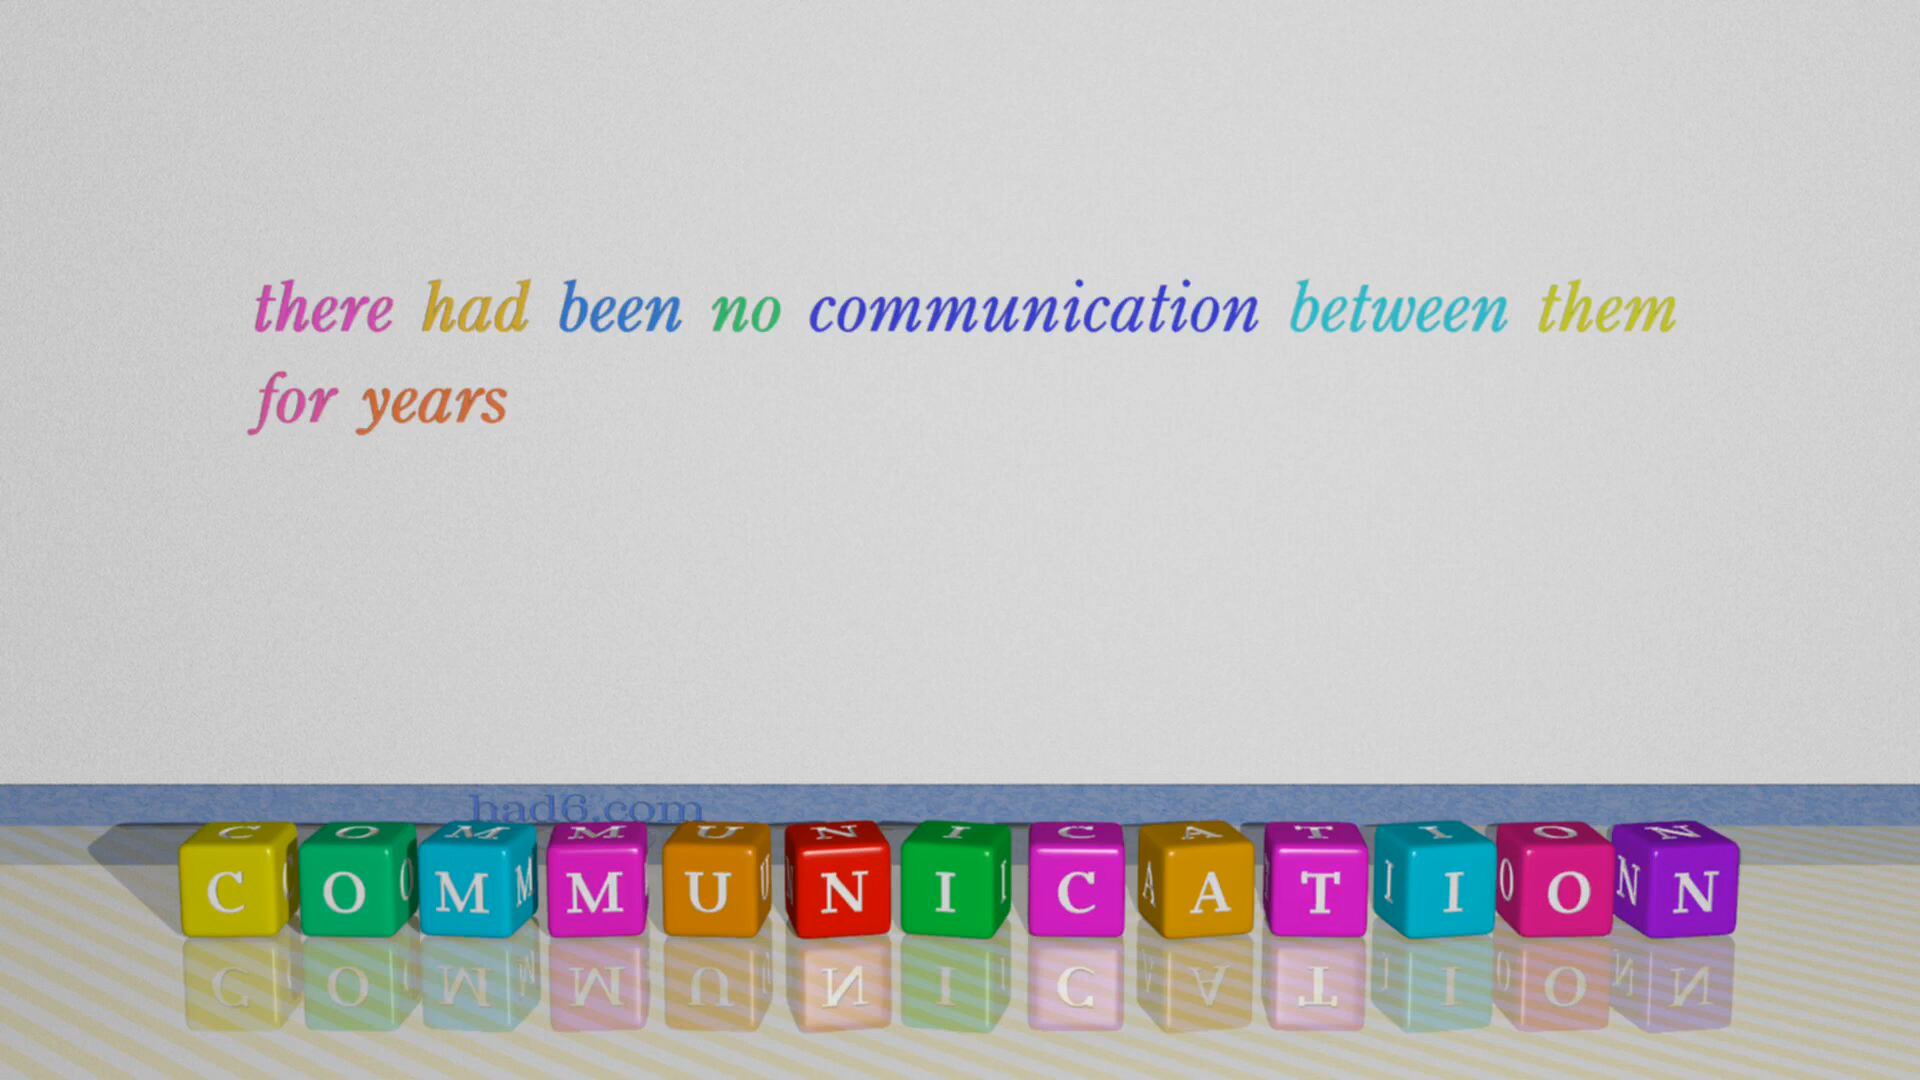 there had been no communication between them
for years
had6.com
COMMUNICATION